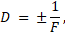 D = ± 1/F,